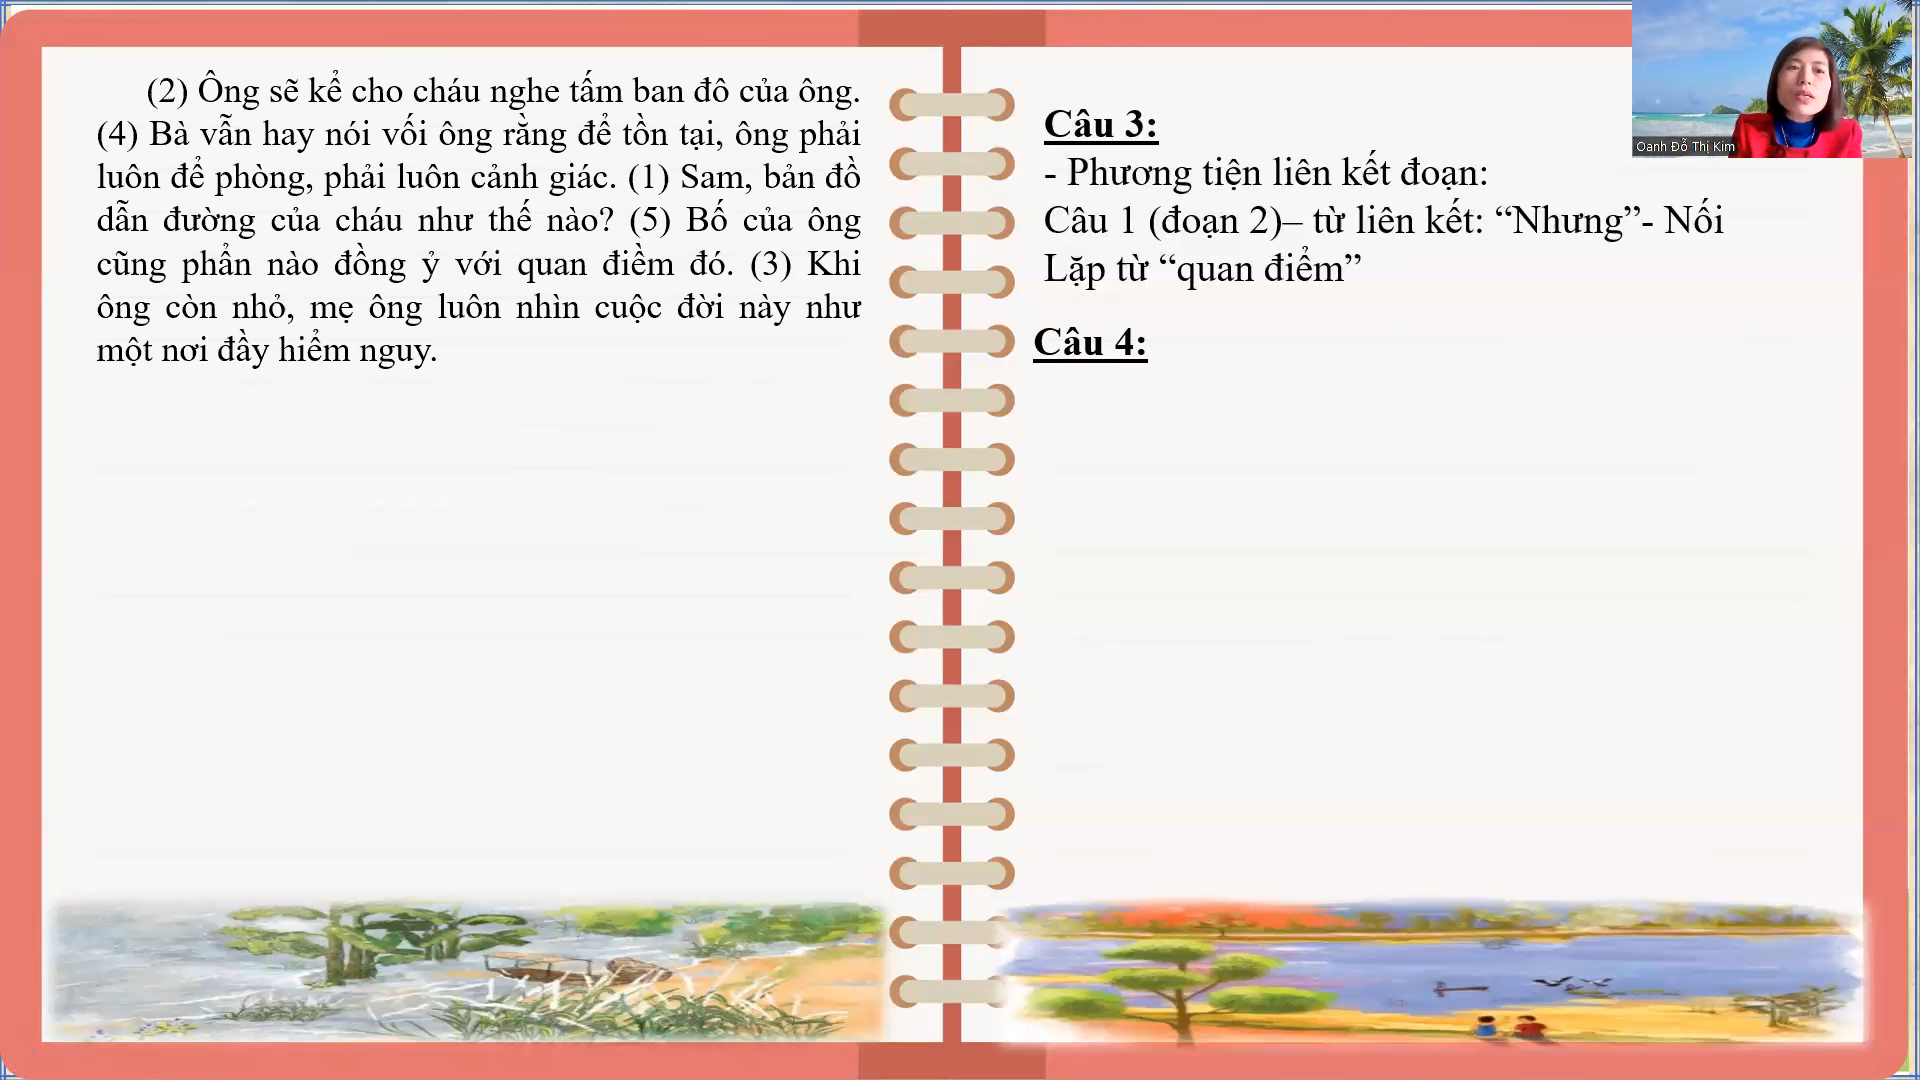 (2) Ông sẽ kể cho cháu nghe tấm ban đô của ông.
(4) Bà vẫn hay nói vối ông rằng để tồn tại, ông phải
luôn để phòng, phải luôn cảnh giác. (1) Sam, bản đồ
dẫn đường của cháu như thế nào? (5) Bố của ông
cũng phẩn nào đồng ỷ với quan điềm đó. (3) Khi
ông còn nhỏ, mẹ ông luôn nhìn cuộc đời này như
một nơi đầy hiểm nguy.
Câu 3:
- Phương tiện liên kết đoạn:
Câu 1 (đoạn 2)– từ liên kết: “Nhưng”- Nối
Lặp từ “quan điểm”
Câu 4:
Oanh Đỗ Thị Kim